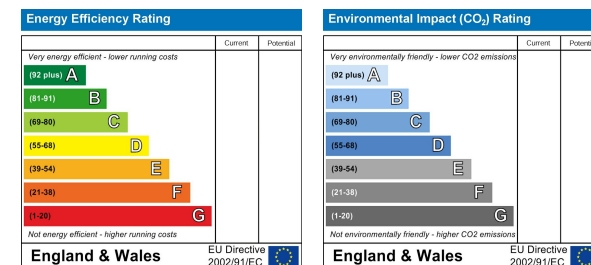 Energy Efficiency Rating
Current Potential
Very energy efficient - lower running costs
(92 plus) A
(81-91) B
(69-80) C
(55-68) D
(39-54) E
(21-38) F
(1-20) G
Not energy efficient - higher running costs
England & Wales
EU Directive
2002/91/EC
Environmental Impact (CO₂) Rating
Current Potenti
Very environmentally friendly - lower CO2 emissions
(92 plus) A
(81-91) B
(69-80) C
(55-68) D
(39-54) E
(21-38) F
(1-20) G
Not environmentally friendly - higher CO2 emissions
England & Wales
EU Directive
2002/91/EC